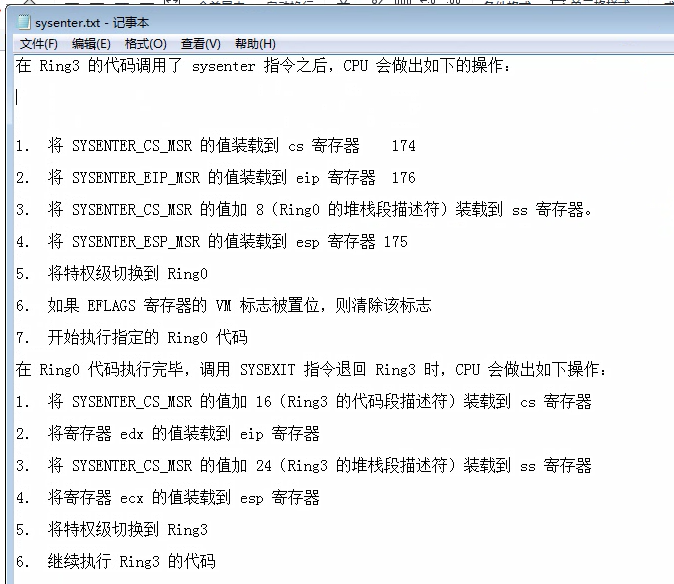 sysenter.txt - 记事本
文件(F) 编辑(E) 格式(O) 查看(V) 帮助(H)
在 Ring3 的代码调用了 sysenter 指令之后，CPU 会做出如下的操作：
1. 将 SYSENTER_CS_MSR 的值装载到 cs 寄存器 174
2. 将 SYSENTER_EIP_MSR 的值装载到 eip 寄存器 176
3. 将 SYSENTER_CS_MSR 的值加 8（Ring0 的堆栈段描述符）装载到 ss 寄存器。
4. 将 SYSENTER_ESP_MSR 的值装载到 esp 寄存器 175
5. 将特权级切换到 Ring0
6. 如果 EFLAGS 寄存器的 VM 标志被置位，则清除该标志
7. 开始执行指定的 Ring0 代码
在 Ring0 代码执行完毕，调用 SYSEXIT 指令退回 Ring3 时，CPU 会做出如下操作：
1. 将 SYSENTER_CS_MSR 的值加 16（Ring3 的代码段描述符）装载到 cs 寄存器
2. 将寄存器 edx 的值装载到 eip 寄存器
3. 将 SYSENTER_CS_MSR 的值加 24（Ring3 的堆栈段描述符）装载到 ss 寄存器
4. 将寄存器 ecx 的值装载到 esp 寄存器
5. 将特权级切换到 Ring3
6. 继续执行 Ring3 的代码